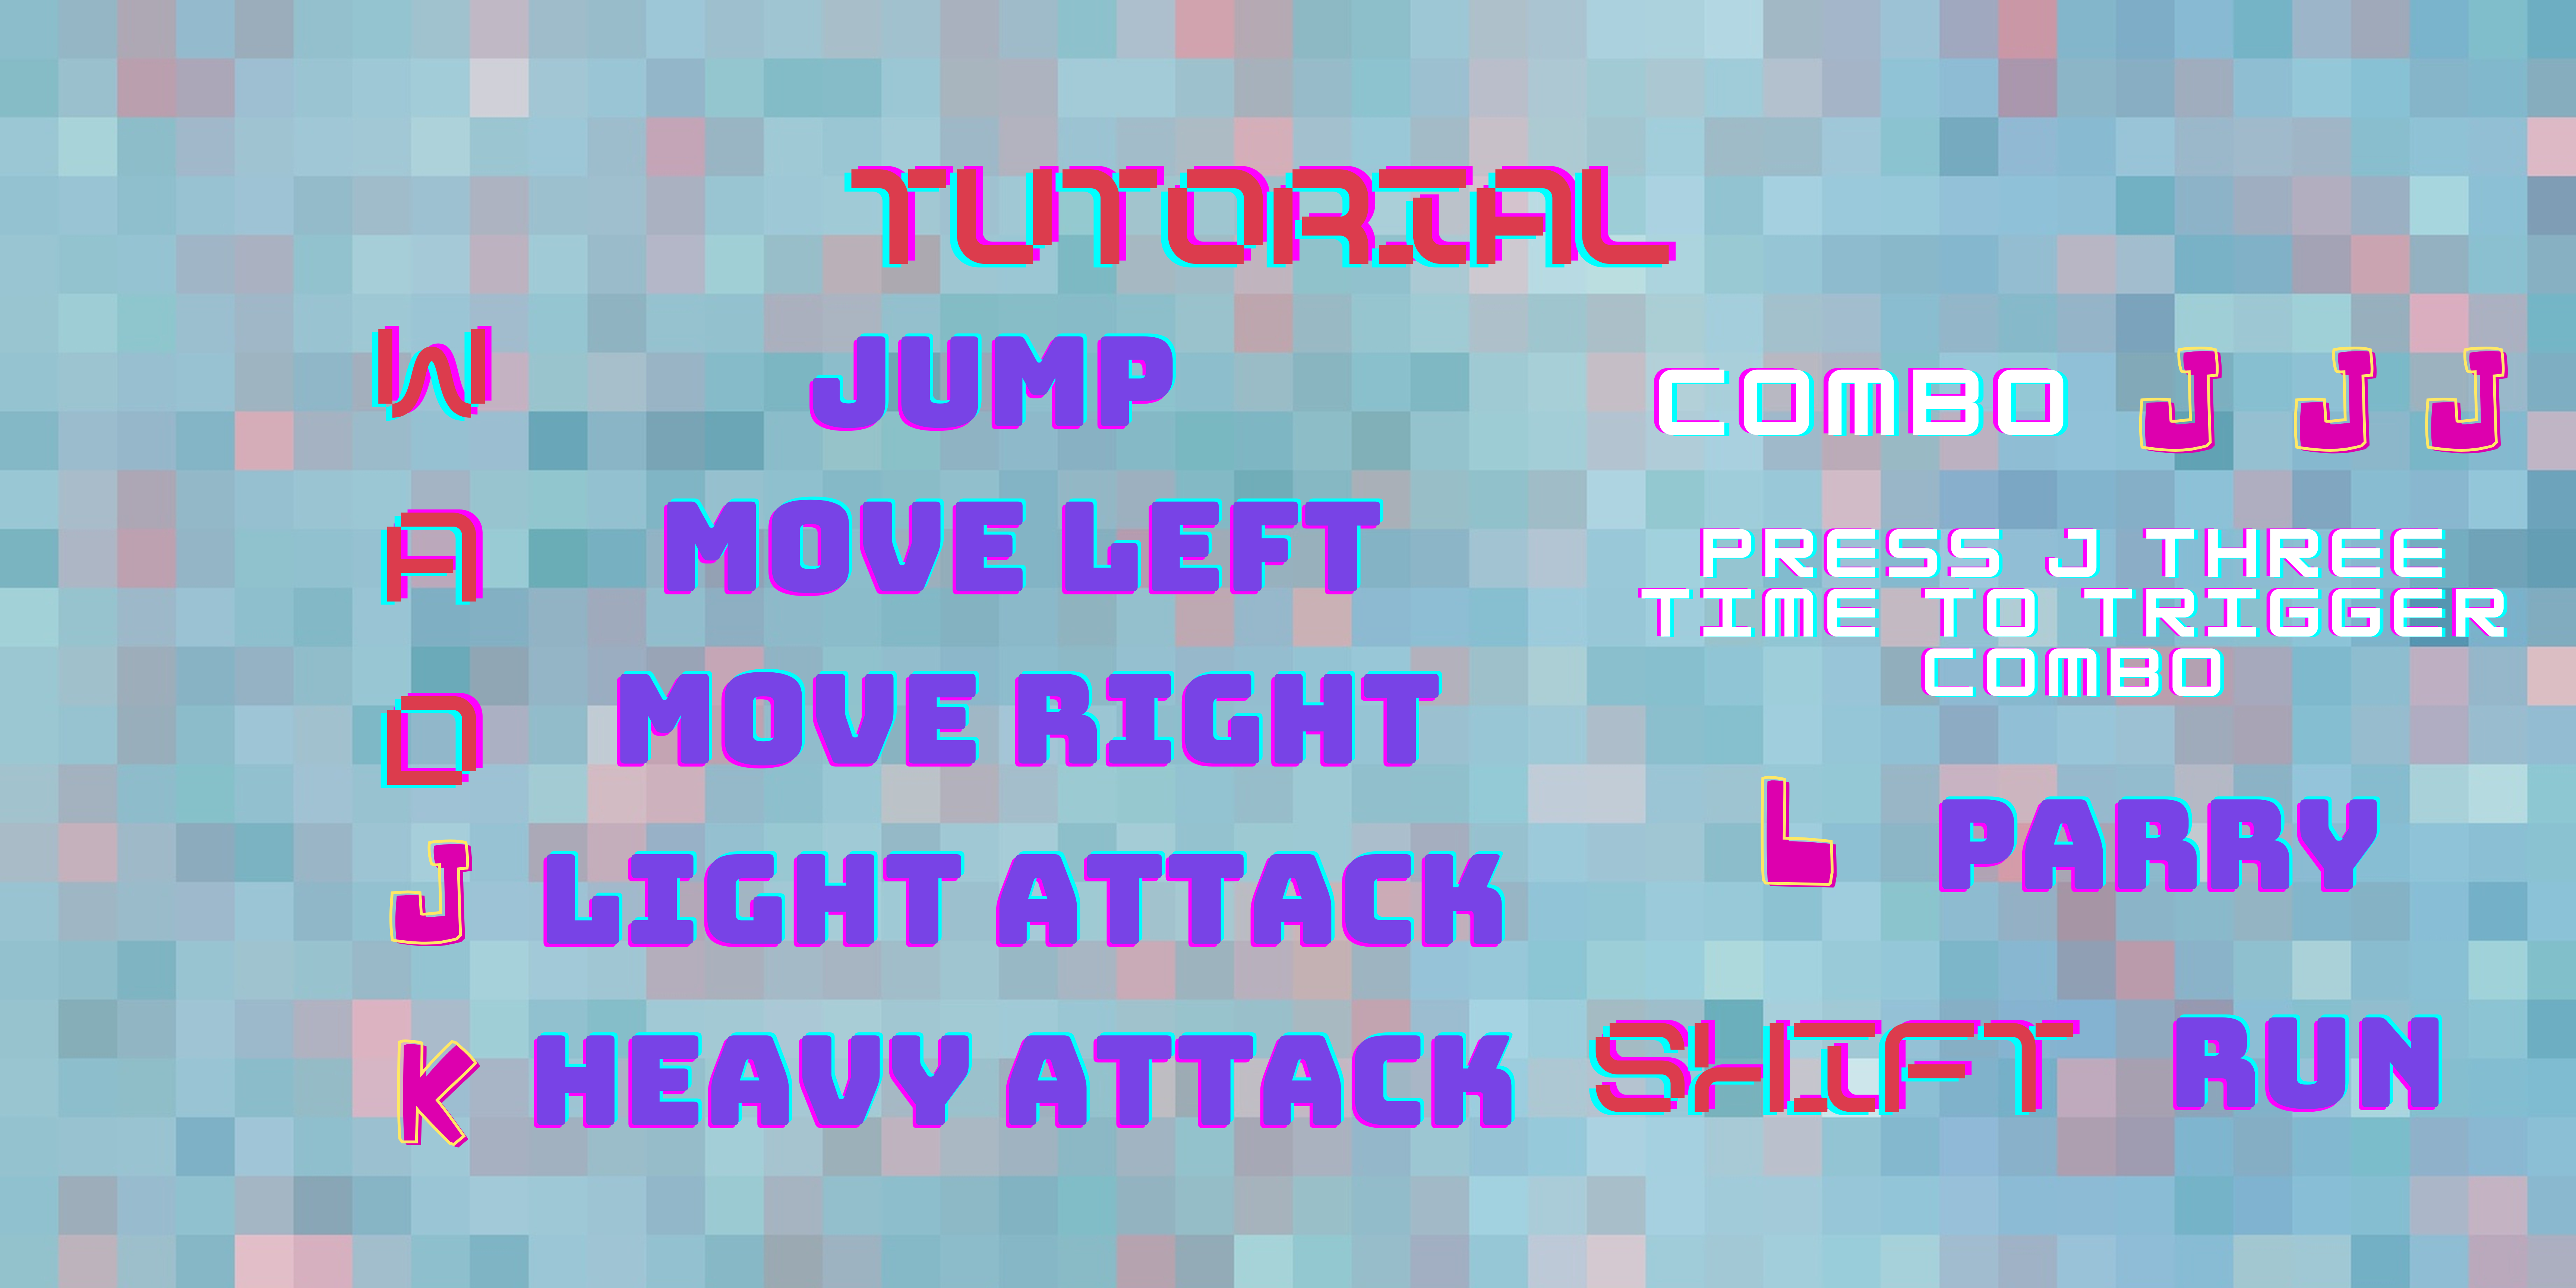 TUTORIAL
W JUMP
A MOVE LEFT
D MOVE RIGHT
J LIGHT ATTACK
K HEAVY ATTACK
COMBO J J J
PRESS J THREE
TIME TO TRIGGER
COMBO
L PARRY
SHIFT RUN